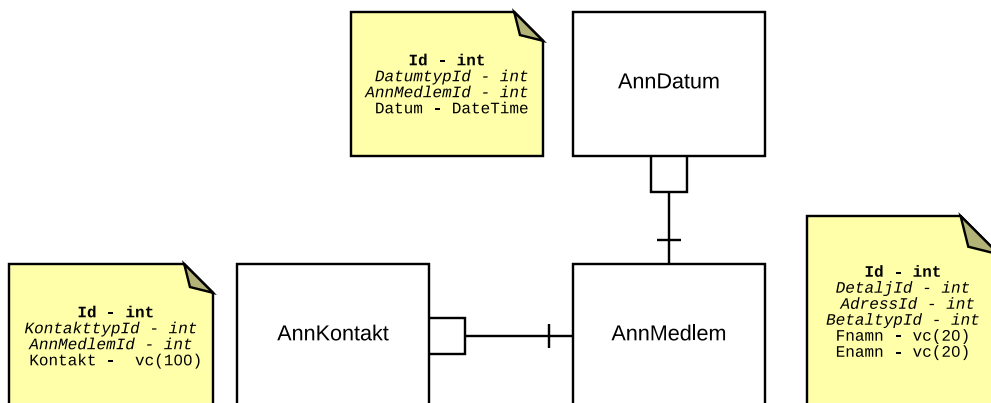 Id - int
DatumtypId - int
AnnMedlemId - int
Datum - DateTime
AnnDatum
Id - int
KontakttypId - int
AnnMedlemId - int
Kontakt -  vc(100)
AnnKontakt
AnnMedlem
Id - int
DetaljId - int
AdressId - int
BetaltypId - int
Fnamn - vc(20)
Enamn - vc(20)